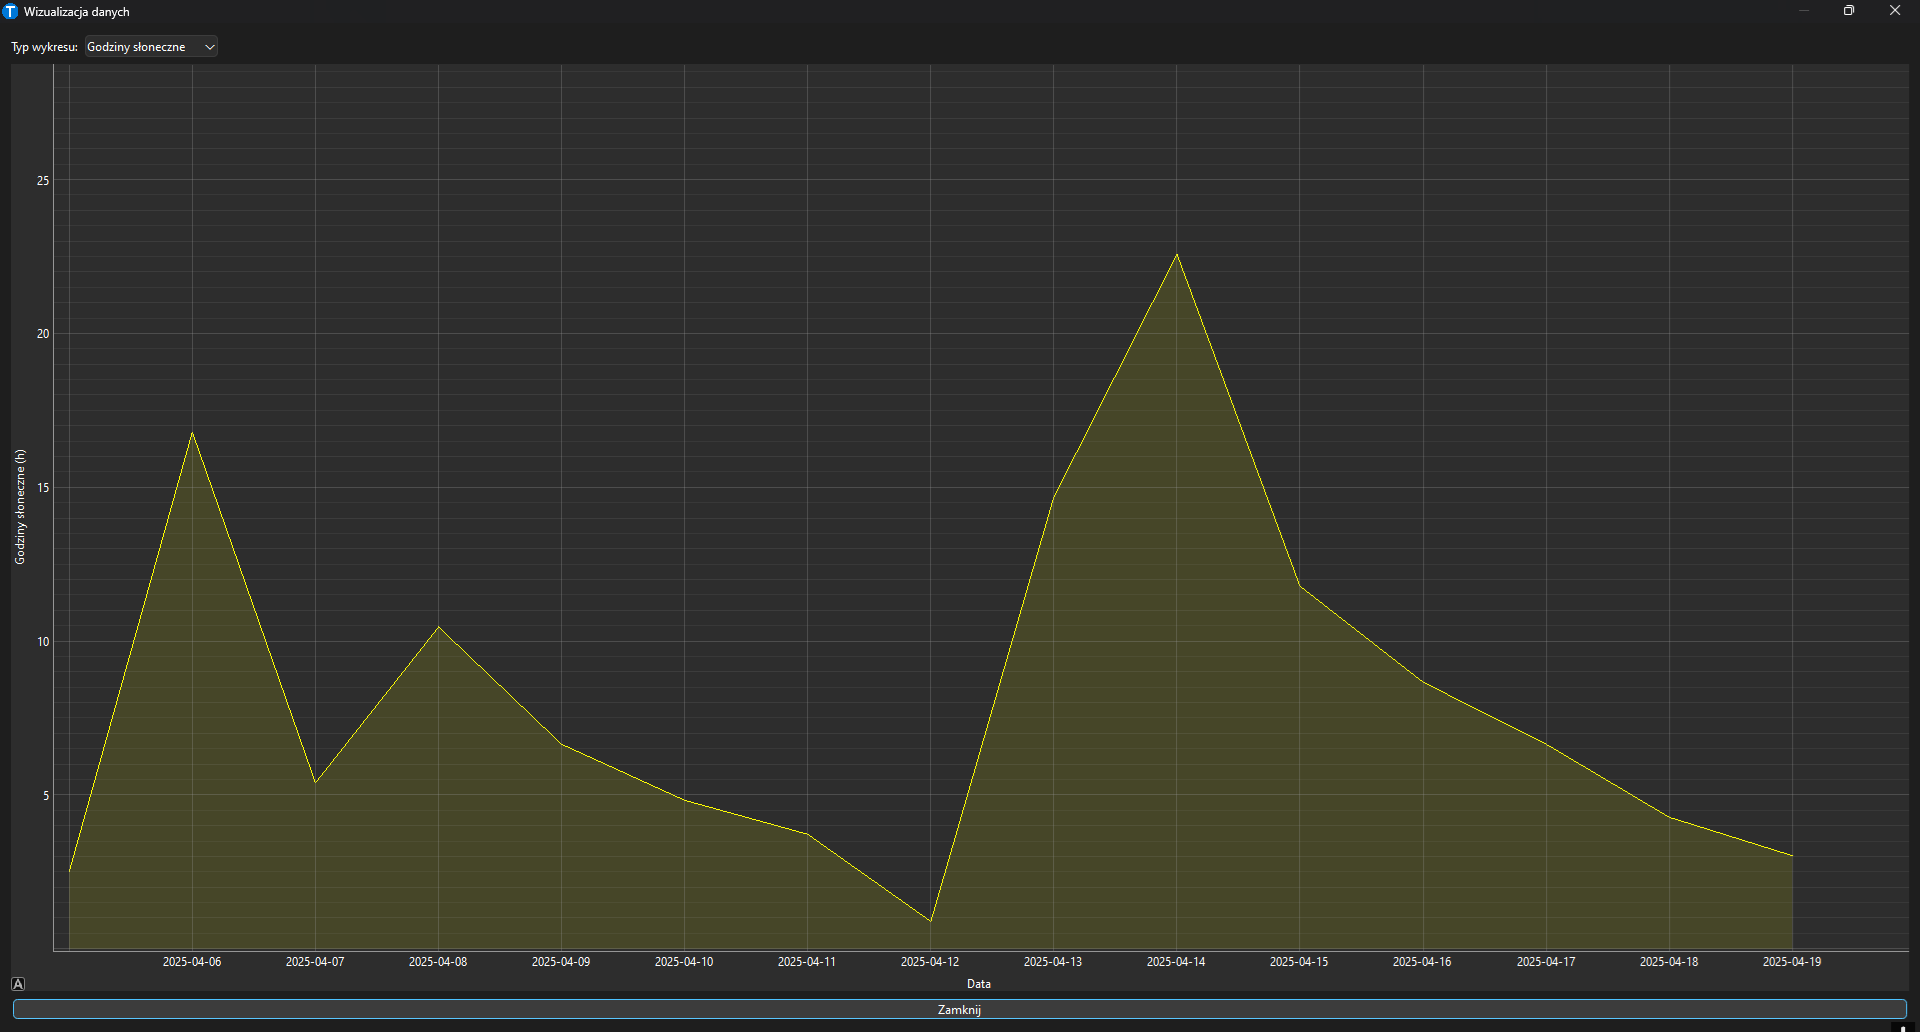 T Wizualizacja danych
Typ wykresu: Godziny słoneczne
25
20
15
10
5
Godziny słoneczne (h)
2025-04-06 2025-04-07 2025-04-08 2025-04-09 2025-04-10 2025-04-11 2025-04-12 2025-04-13 2025-04-14 2025-04-15 2025-04-16 2025-04-17 2025-04-18 2025-04-19
A Data
Zamknij